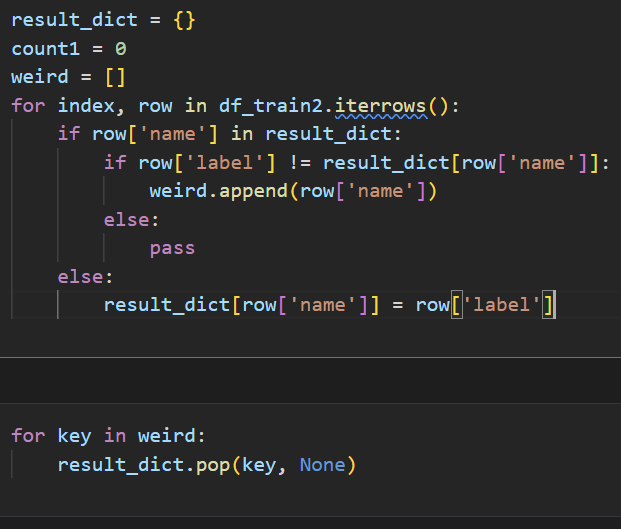 result_dict = {}
count1 = 0
weird = []
for index, row in df_train2.iterrows():
    if row['name'] in result_dict:
        if row['label'] != result_dict[row['name']]:
            weird.append(row['name'])
        else:
            pass
    else:
        result_dict[row['name']] = row['label']
for key in weird:
    result_dict.pop(key, None)